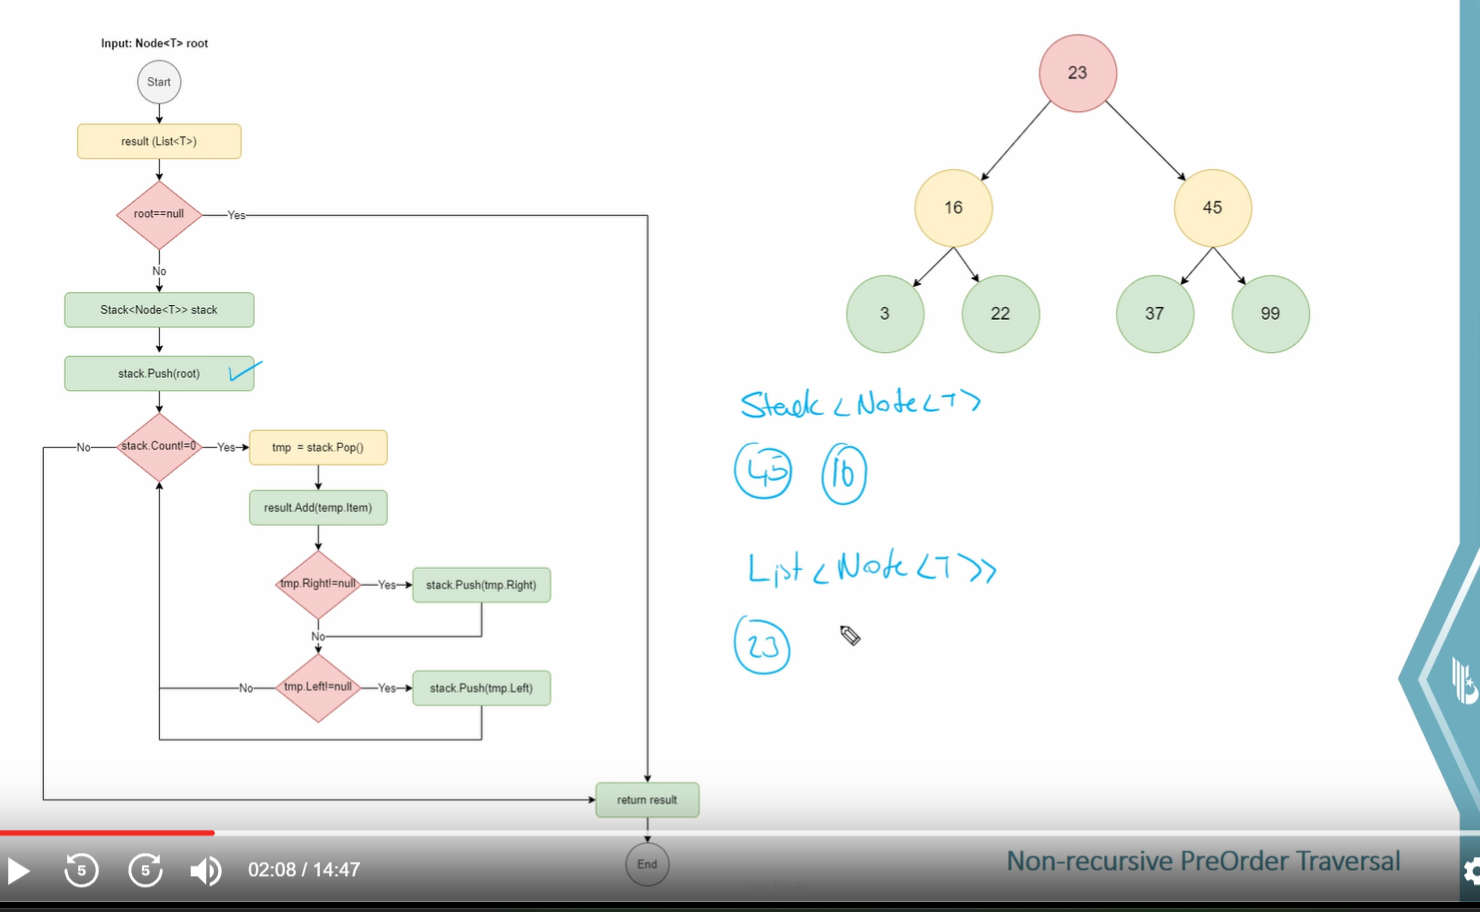 Input: Node<T> root
Start
result (List<T>)
root==null
Yes
No
Stack<Node<T>> stack
stack.Push(root)
stack.Count!=0
No
Yes
tmp = stack.Pop()
result.Add(temp.Item)
tmp.Right!=null
Yes
stack.Push(tmp.Right)
No
tmp.Left!=null
No
Yes
stack.Push(tmp.Left)
return result
End
23
16
45
3
22
37
99
Stack <Node<T>
45
16
List <Node<T>>
23
5
5
02:08 / 14:47
Non-recursive PreOrder Traversal